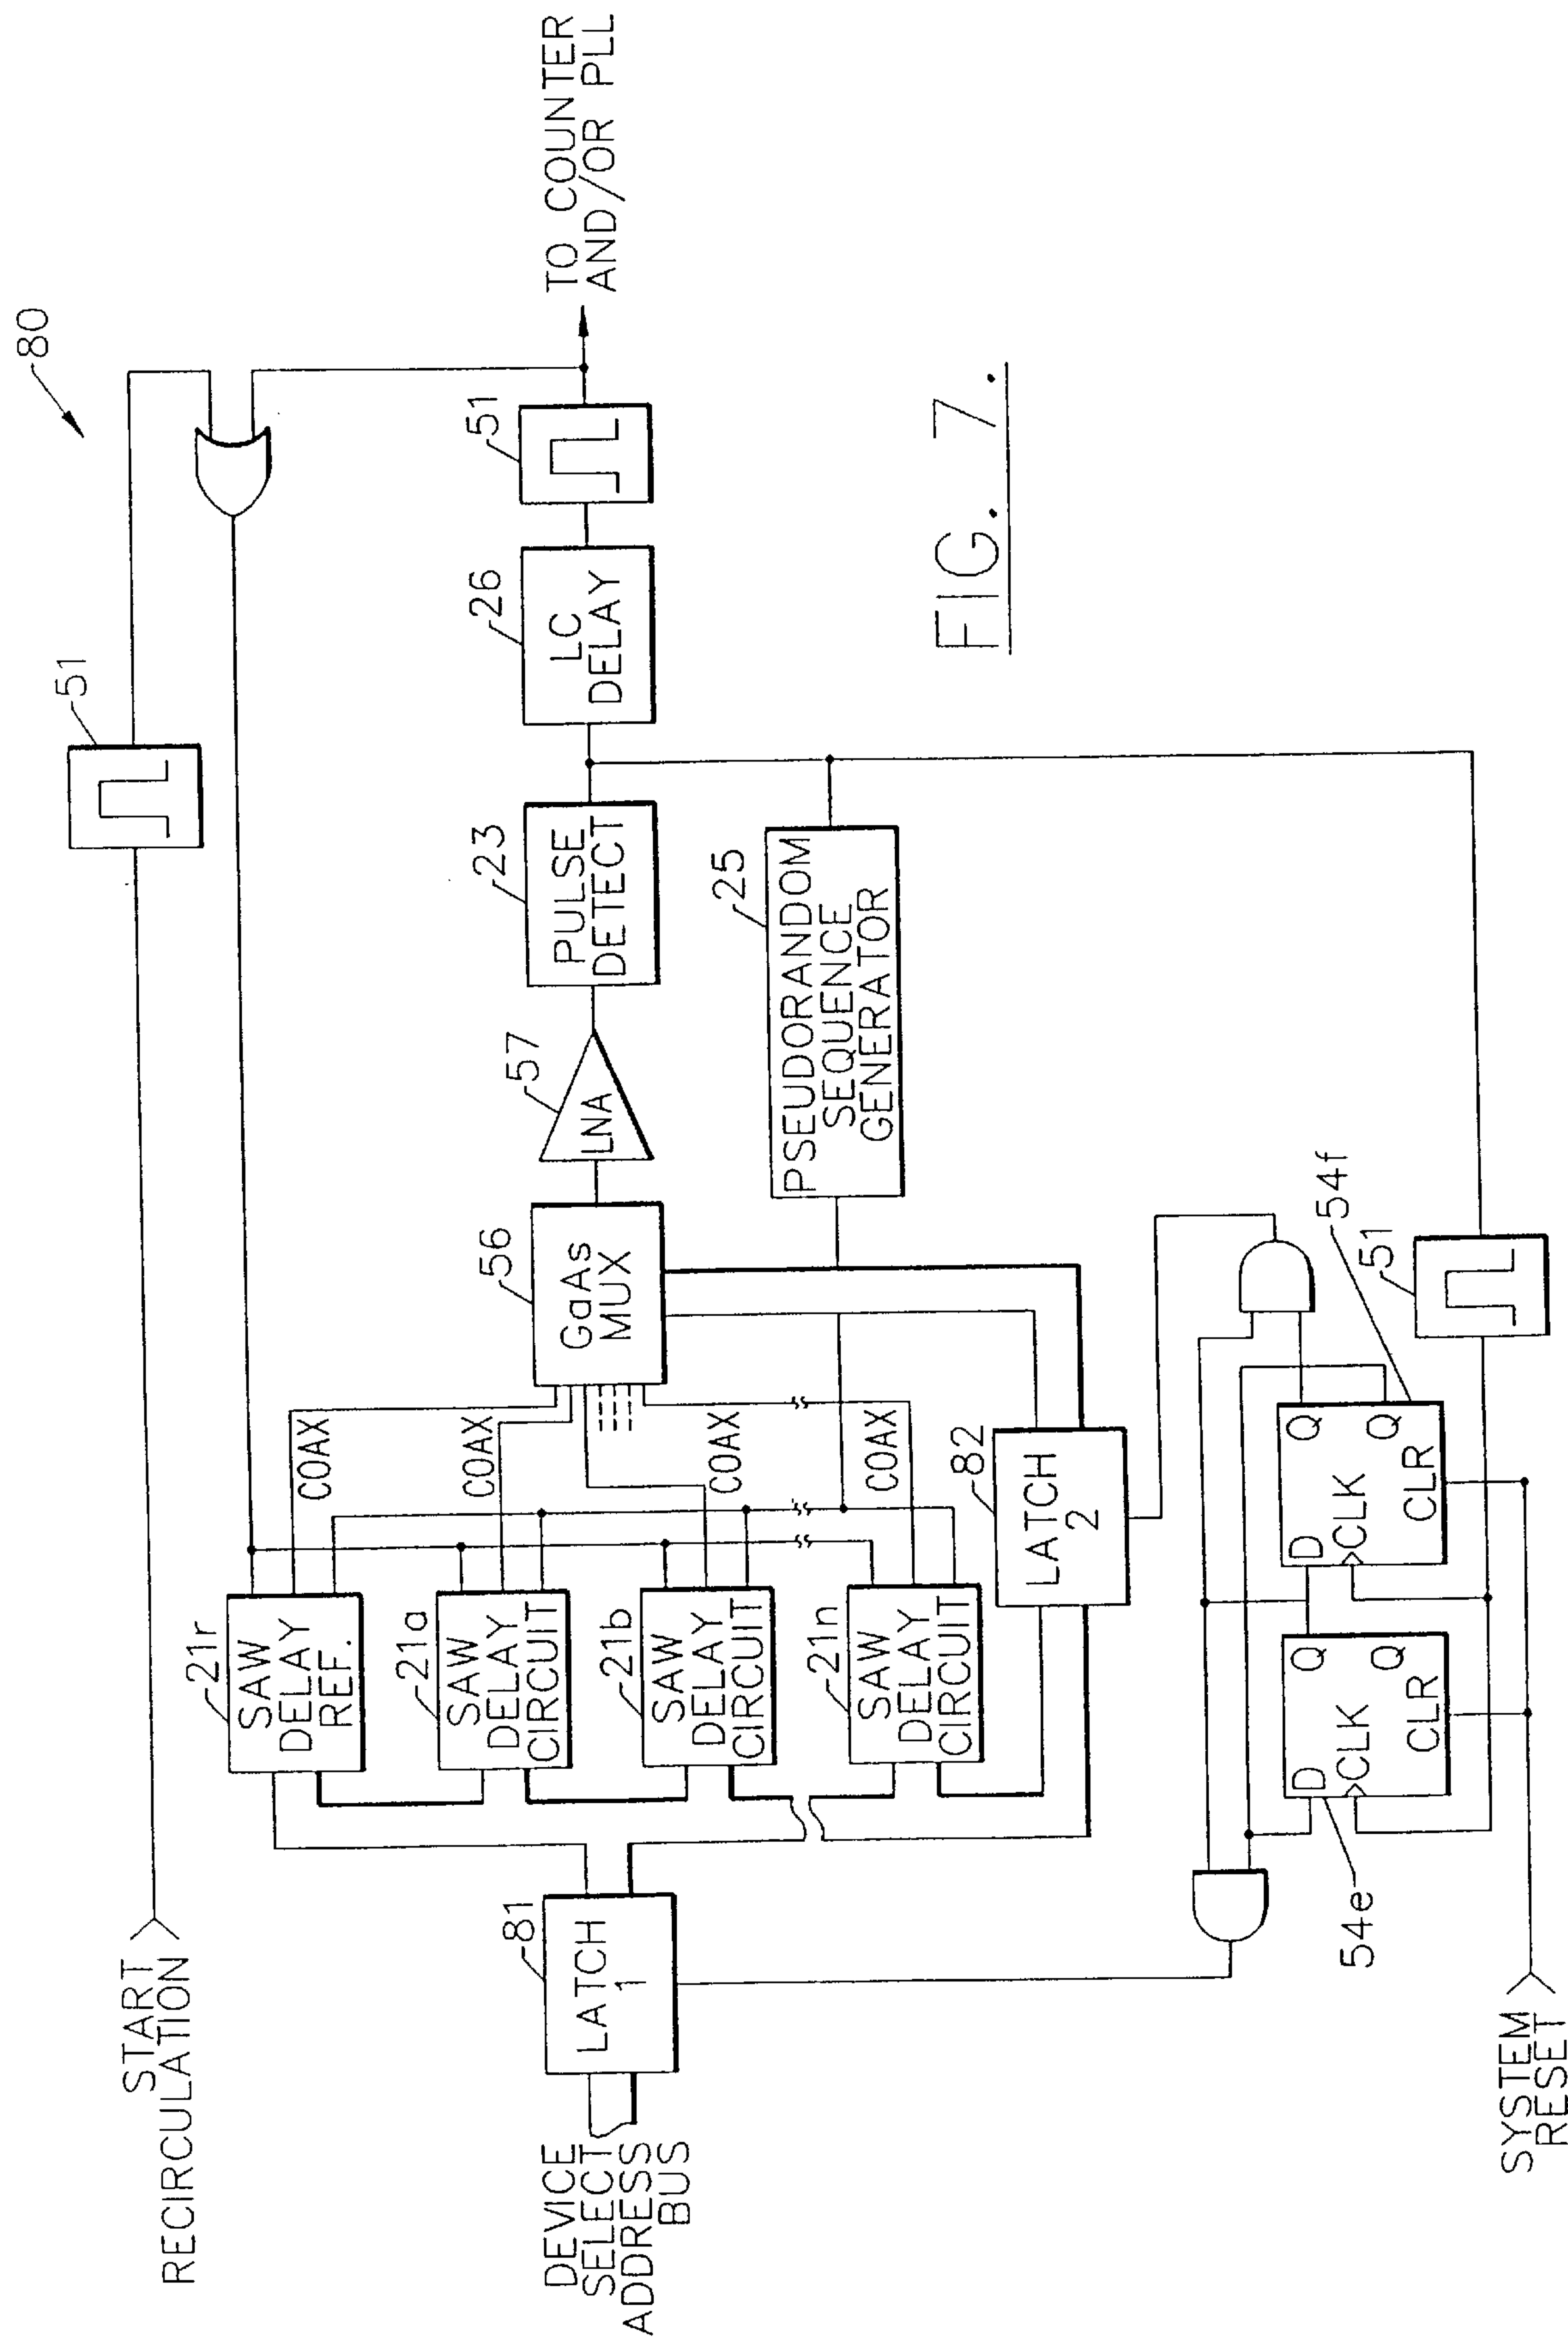 80
START
RECIRCULATION
51
TO COUNTER
AND/OR PLL
21r
SAW
DELAY
REF.
COAX
21a
SAW
DELAY
CIRCUIT
COAX
21b
SAW
DELAY
CIRCUIT
COAX
21n
SAW
DELAY
CIRCUIT
COAX
56
GaAs
MUX
57
LNA
23
PULSE
DETECT
26
LC
DELAY
51
DEVICE
SELECT
ADDRESS
BUS
81
LATCH
1
25
PSEUDORANDOM
SEQUENCE
GENERATOR
82
LATCH
2
54e
D
Q
CLK
Q
CLR
54f
D
Q
CLK
Q
CLR
51
SYSTEM
RESET
FIG. 7.